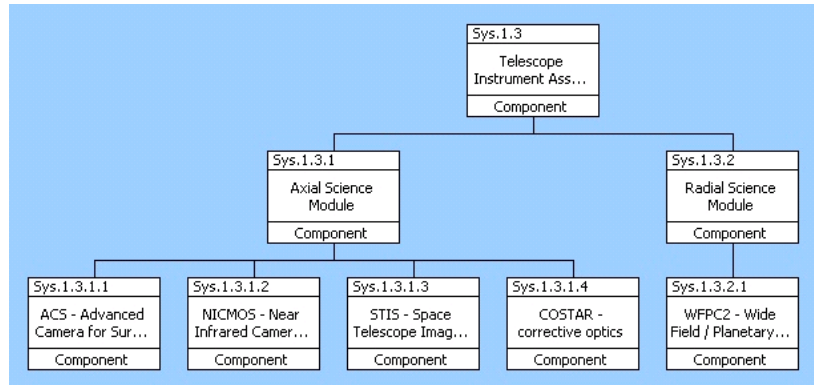 Sys.1.3
Telescope
Instrument Ass...
Component
Sys.1.3.1
Axial Science
Module
Component
Sys.1.3.2
Radial Science
Module
Component
Sys.1.3.1.1
ACS - Advanced
Camera for Sur...
Component
Sys.1.3.1.2
NICMOS - Near
Infrared Camer...
Component
Sys.1.3.1.3
STIS - Space
Telescope Imag...
Component
Sys.1.3.1.4
COSTAR -
corrective optics
Component
Sys.1.3.2.1
WFPC2 - Wide
Field / Planetary...
Component